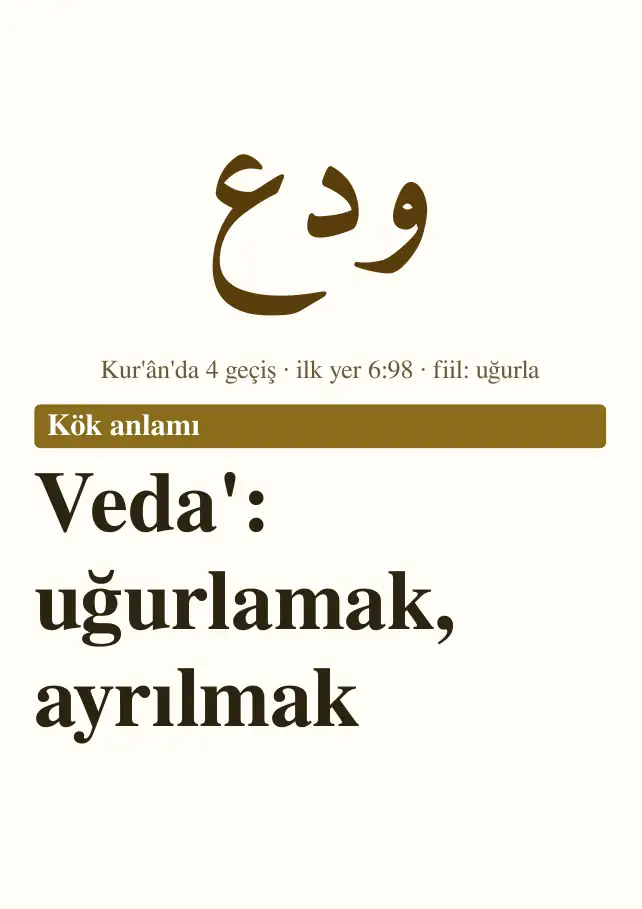 ودع
Kur'ân'da 4 geçiş · ilk yer 6:98 · fiil: uğurla
Kök anlamı
Veda':
uğurlamak,
ayrılmak